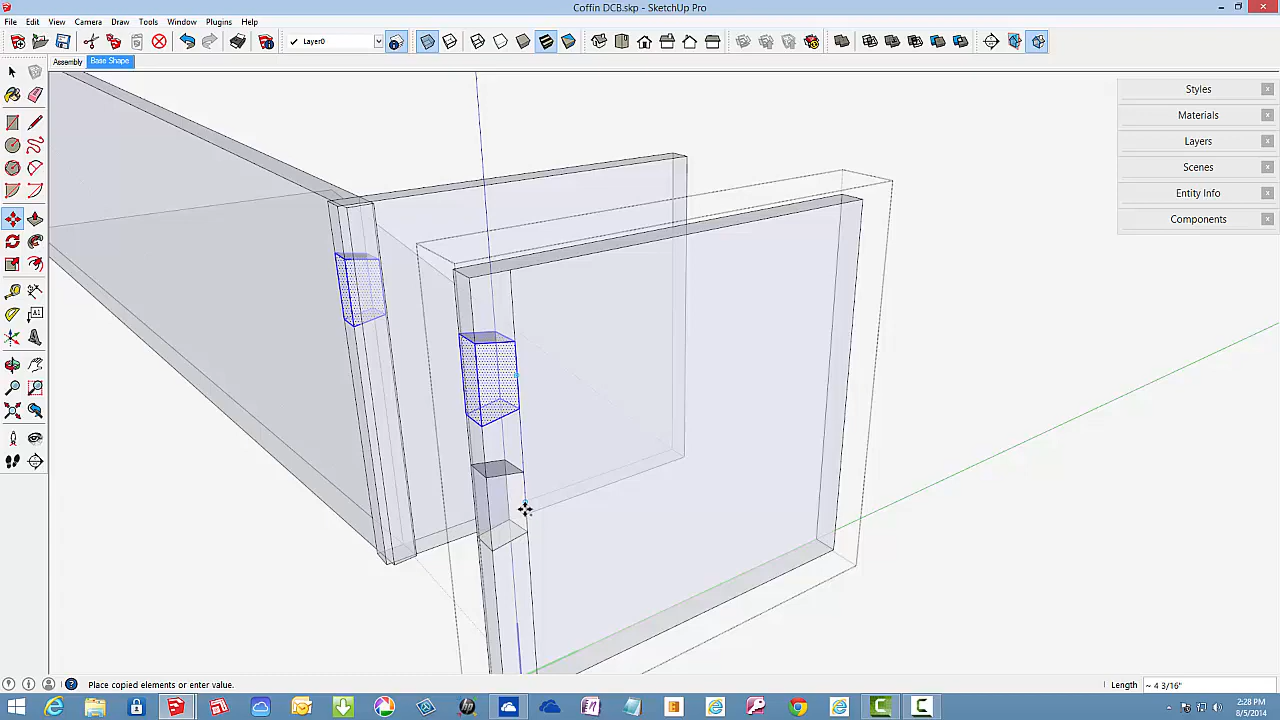 Coffin DCB.skp - SketchUp Pro
File Edit View Camera Draw Tools Window Plugins Help
Layer0
Assembly Base Shape
Styles
Materials
Layers
Scenes
Entity Info
Components
Place copied elements or enter value.
Length ~ 4 3/16"
2:28 PM
8/5/2014